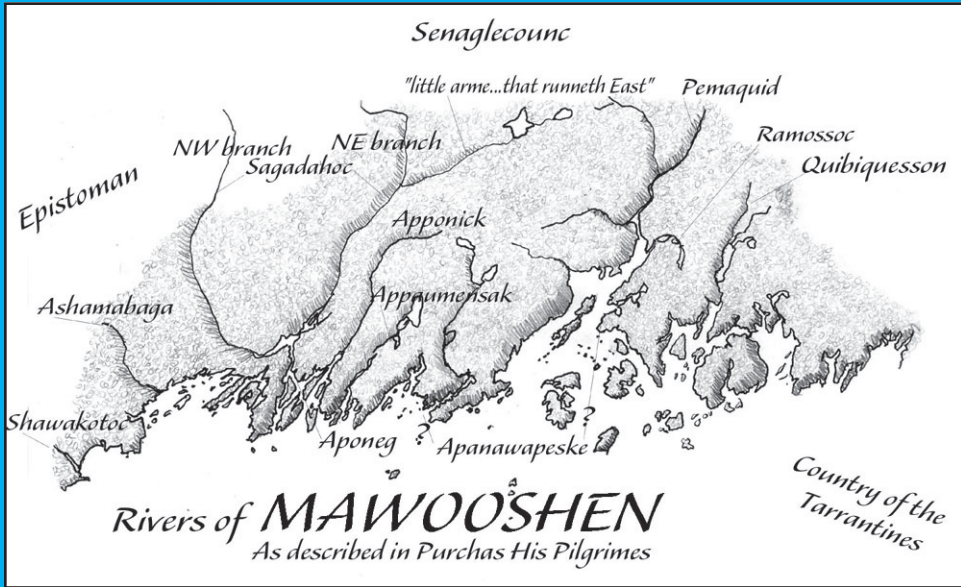 Senaglecounc
"little arme...that runneth East"
Pemaquid
Ramossoc
NW branch
NE branch
Sagadahoc
Quibiquesson
Epistoman
Apponick
Ashamabaga
Appaumensak
Shawakotoc
Aponeg
?
Apanawapeske
?
Country of the
Tarrantines
Rivers of MAWOOSHEN
As described in Purchas His Pilgrimes